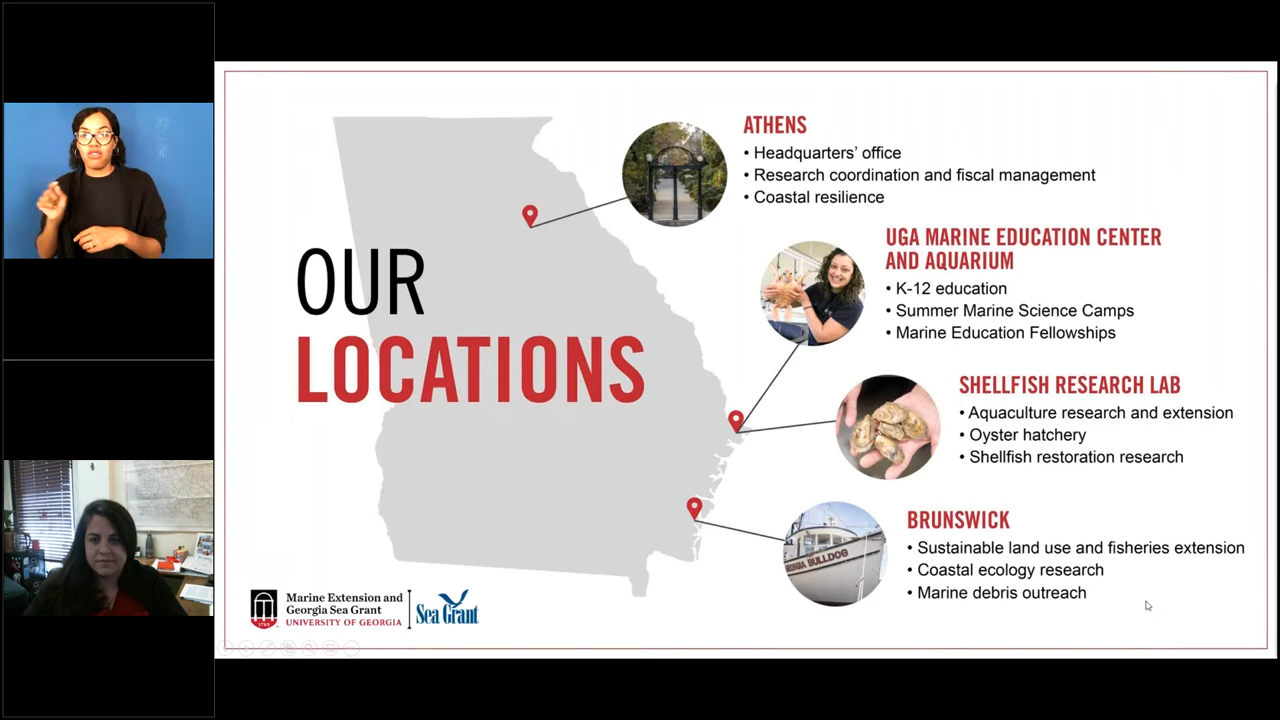 OUR
LOCATIONS
ATHENS
• Headquarters’ office
• Research coordination and fiscal management
• Coastal resilience
UGA MARINE EDUCATION CENTER
AND AQUARIUM
• K-12 education
• Summer Marine Science Camps
• Marine Education Fellowships
SHELLFISH RESEARCH LAB
• Aquaculture research and extension
• Oyster hatchery
• Shellfish restoration research
GEORGIA BULLDOG
BRUNSWICK
• Sustainable land use and fisheries extension
• Coastal ecology research
• Marine debris outreach
1785
Marine Extension and
Georgia Sea Grant
UNIVERSITY OF GEORGIA
Sea Grant